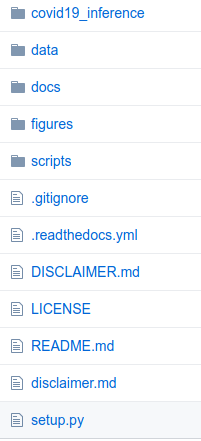 covid19_inference
data
docs
figures
scripts
.gitignore
.readthedocs.yml
DISCLAIMER.md
LICENSE
README.md
disclaimer.md
setup.py